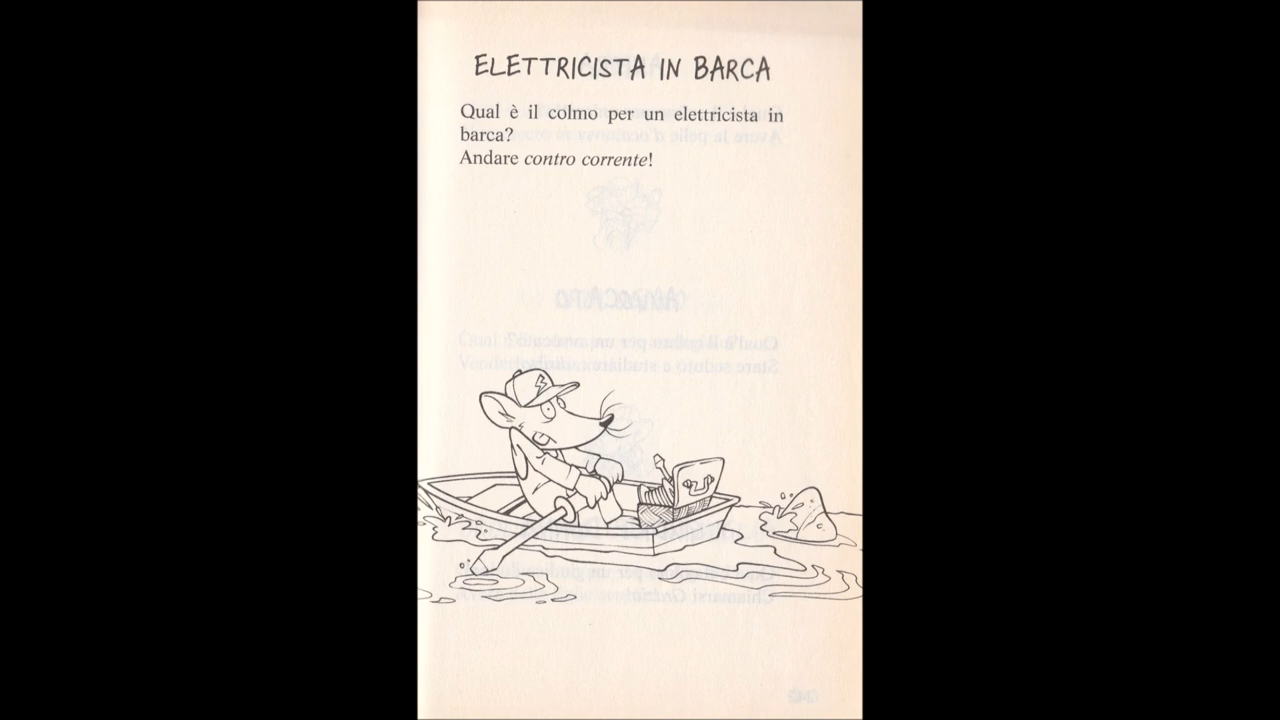 ELETTRICISTA IN BARCA
Qual è il colmo per un elettricista in
barca?
Andare contro corrente!